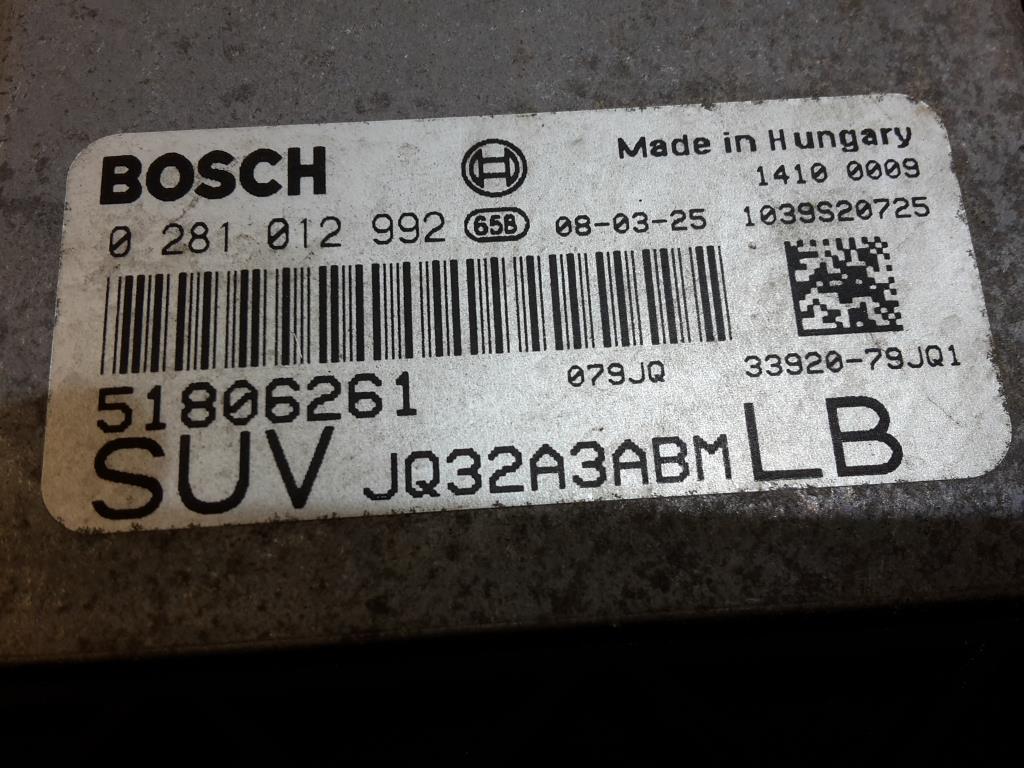 BOSCH
Made in Hungary
1410 0009
0 281 012 992 65B 08-03-25 1039S20725
51806261 079JQ 33920-79JQ1
SUV JQ32A3ABM LB